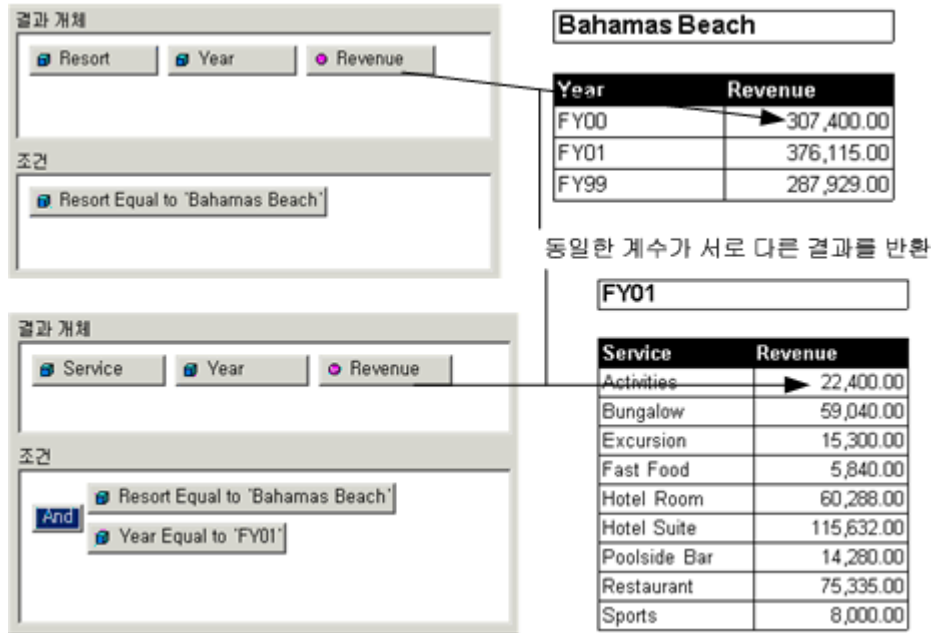 결과 개체
Resort Year Revenue
조건
Resort Equal to 'Bahamas Beach'
Bahamas Beach
Year Revenue
FY00 307,400.00
FY01 376,115.00
FY99 287,929.00
동일한 계수가 서로 다른 결과를 반환
결과 개체
Service Year Revenue
조건
And
Resort Equal to 'Bahamas Beach'
Year Equal to 'FY01'
FY01
Service Revenue
Activities 22,400.00
Bungalow 59,040.00
Excursion 15,300.00
Fast Food 5,840.00
Hotel Room 60,288.00
Hotel Suite 115,632.00
Poolside Bar 14,280.00
Restaurant 75,335.00
Sports 8,000.00